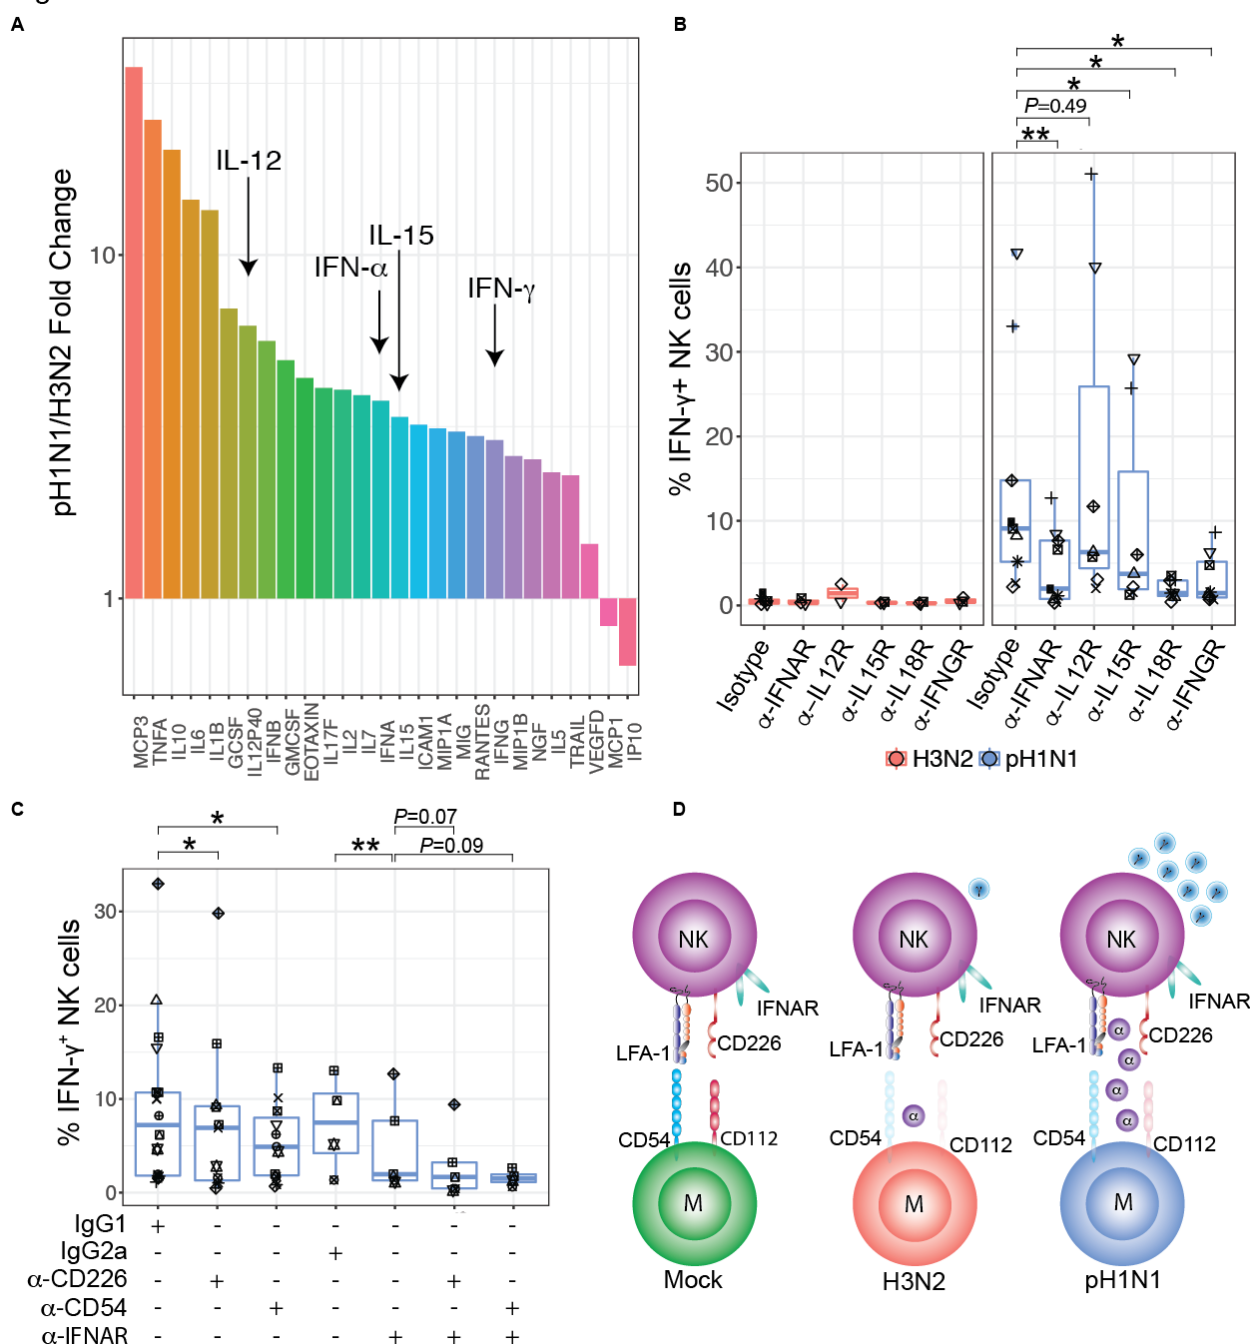 A
pH1N1/H3N2 Fold Change
10
1
IL-12
IL-15
IFN-α
IFN-γ
MCP3
TNFA
IL10
IL6
IL1B
GCSF
IL12P40
IFNB
GMCSF
EOTAXIN
IL17F
IL2
IL7
IFNA
IL15
ICAM1
MIP1A
MIG
RANTES
IFNG
MIP1B
NGF
IL5
TRAIL
VEGFD
MCP1
IP10
B
*
*
*
P=0.49
**
% IFN-γ+ NK cells
50
40
30
20
10
0
Isotype
α-IFNAR
α-IL12R
α-IL15R
α-IL18R
α-IFNGR
Isotype
α-IFNAR
α-IL12R
α-IL15R
α-IL18R
α-IFNGR
H3N2
pH1N1
C
*
*
**
P=0.07
P=0.09
% IFN-γ⁺ NK cells
30
20
10
0
IgG1 + - - - - - -
IgG2a - - - + - - -
α-CD226 - + - - - + -
α-CD54 - - + - - - +
α-IFNAR - - - - + + +
D
NK
IFNAR
LFA-1
CD226
CD54
CD112
M
Mock
NK
IFNAR
LFA-1
CD226
α
CD54
CD112
M
H3N2
NK
IFNAR
LFA-1
CD226
α
α
α
α
CD54
CD112
M
pH1N1